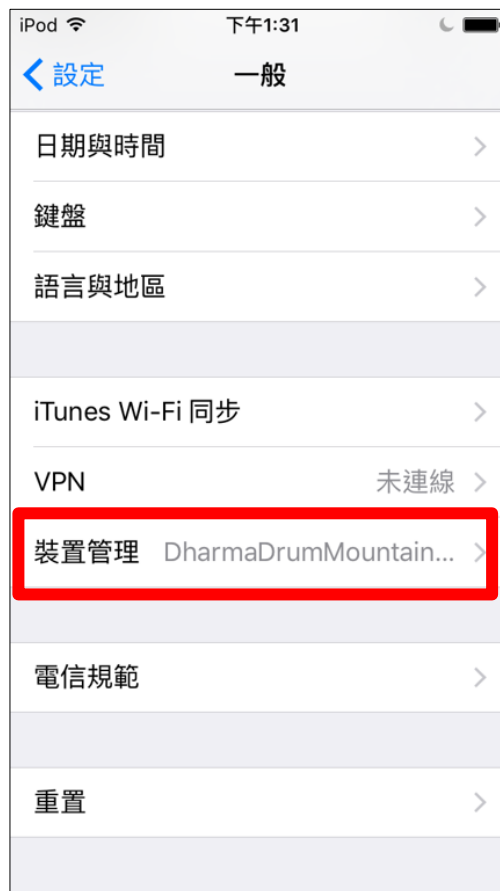 iPod 下午1:31
設定 一般
日期與時間
鍵盤
語言與地區
iTunes Wi-Fi 同步
VPN 未連線
裝置管理 DharmaDrumMountain...
電信規範
重置